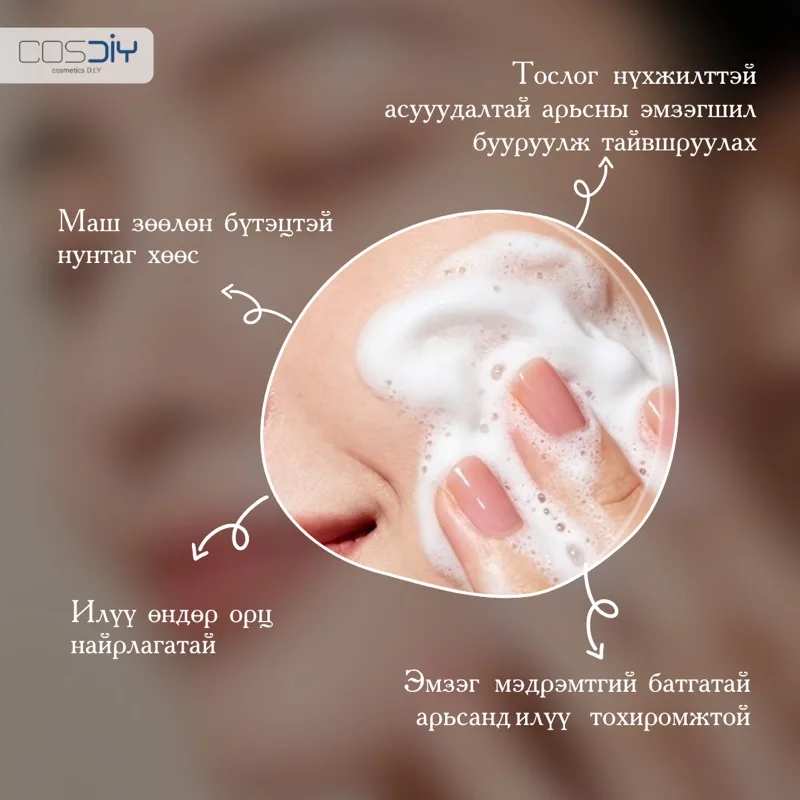 COSDIY
cosmetics D.I.Y
Тослог нүхжилттэй
асууудалтай арьсны эмзэгшил
бууруулж тайвшруулах
Маш зөөлөн бүтэцтэй
нунтаг хөөс
Илүү өндөр орц
найрлагатай
Эмзэг мэдрэмтгий батгатай
арьсанд илүү тохиромжтой